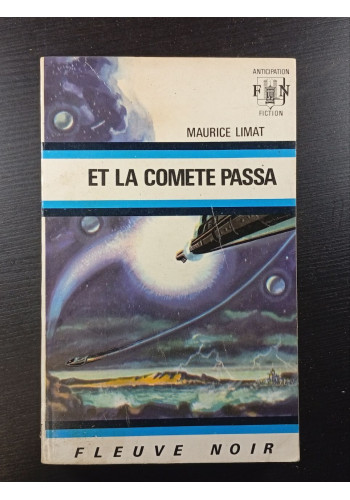 ANTICIPATION
FN
FICTION
MAURICE LIMAT
ET LA COMETE PASSA
FLEUVE NOIR